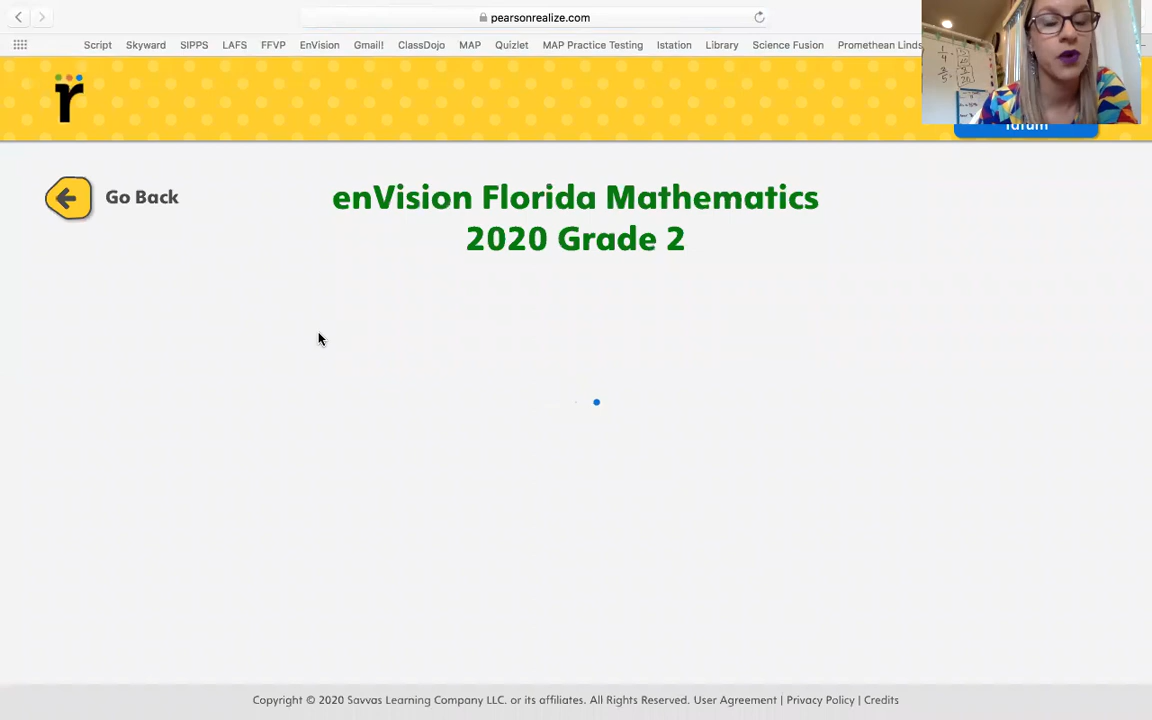 pearsonrealize.com
Script Skyward SIPPS LAFS FFVP EnVision Gmail! ClassDojo MAP Quizlet MAP Practice Testing Istation Library Science Fusion Promethean Linds
r
Go Back
enVision Florida Mathematics
2020 Grade 2
Copyright © 2020 Savvas Learning Company LLC. or its affiliates. All Rights Reserved. User Agreement | Privacy Policy | Credits